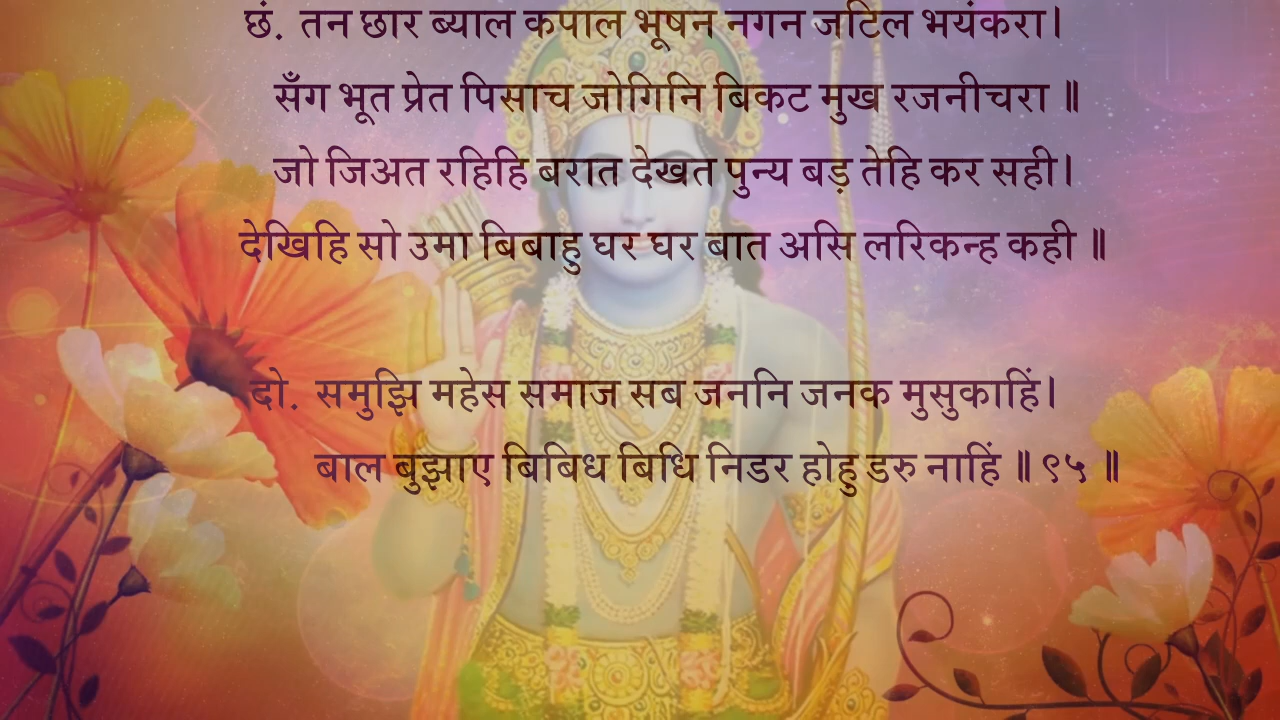 छं. तन छार ब्याल कपाल भूषन नगन जटिल भयंकरा।
सँग भूत प्रेत पिसाच जोगिनि बिकट मुख रजनीचरा ॥
जो जिअत रहिहि बरात देखत पुन्य बड़ तेहि कर सही।
देखिहि सो उमा बिबाहु घर घर बात असि लरिकन्ह कही ॥
दो. समुझि महेस समाज सब जननि जनक मुसुकाहिं।
बाल बुझाए बिबिध बिधि निडर होहु डरु नाहिं ॥ ९५ ॥